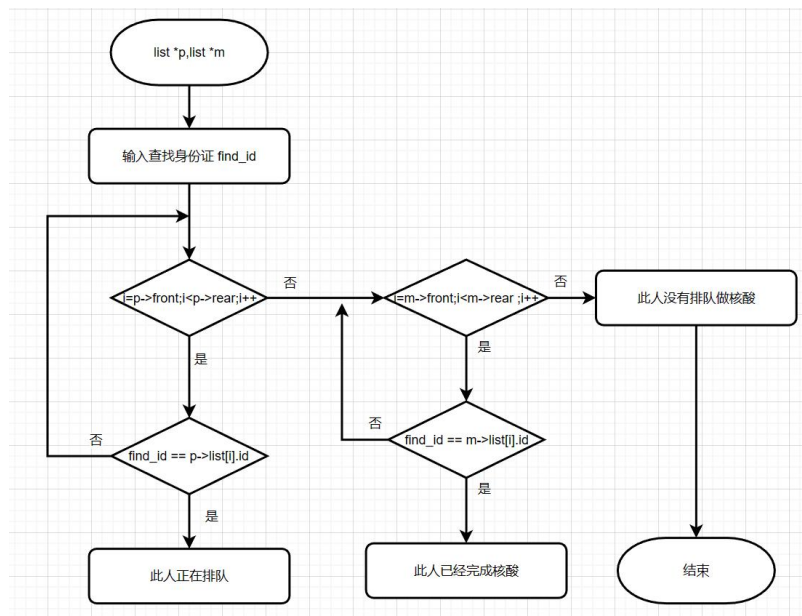 list *p,list *m
输入查找身份证 find_id
i=p->front;i<p->rear;i++
否
i=m->front;i<m->rear ;i++
否
此人没有排队做核酸
是
是
否
find_id == p->list[i].id
否
find_id == m->list[i].id
是
是
此人正在排队
此人已经完成核酸
结束